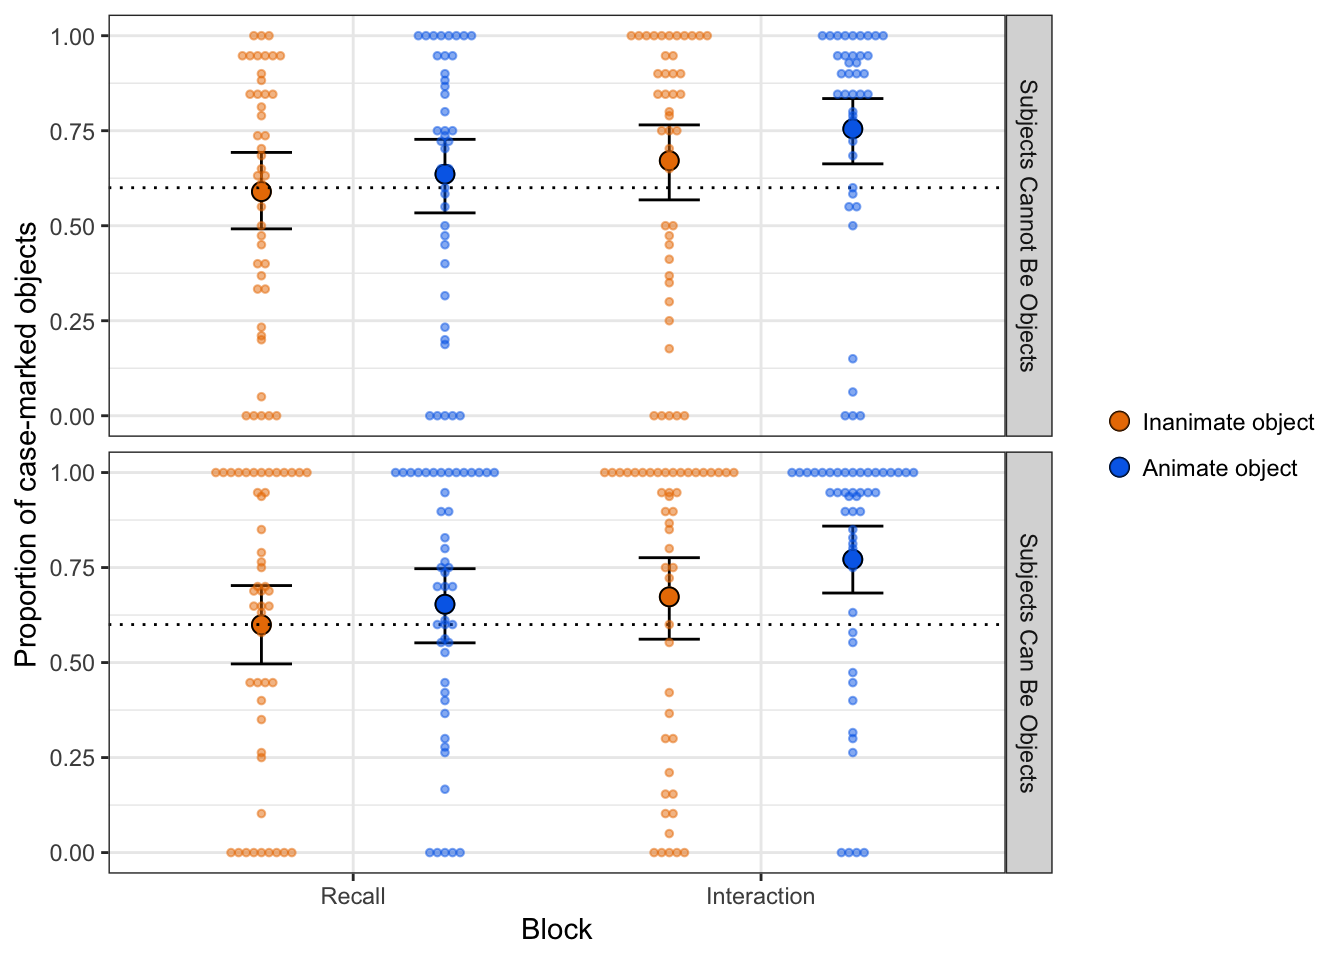 1.00
0.75
0.50
0.25
0.00
Subjects Cannot Be Objects
1.00
0.75
0.50
0.25
0.00
Subjects Can Be Objects
Proportion of case-marked objects
Recall
Interaction
Block
Inanimate object
Animate object